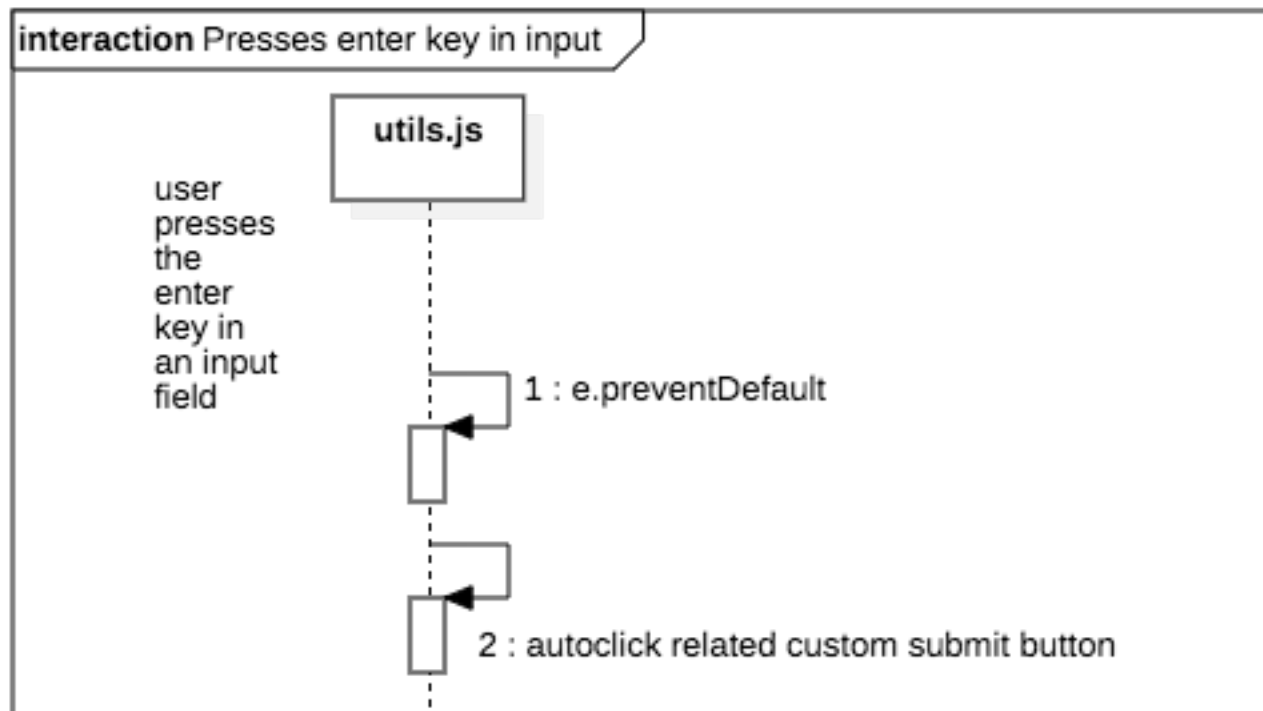 interaction Presses enter key in input
utils.js
user
presses
the
enter
key in
an input
field
1 : e.preventDefault
2 : autoclick related custom submit button